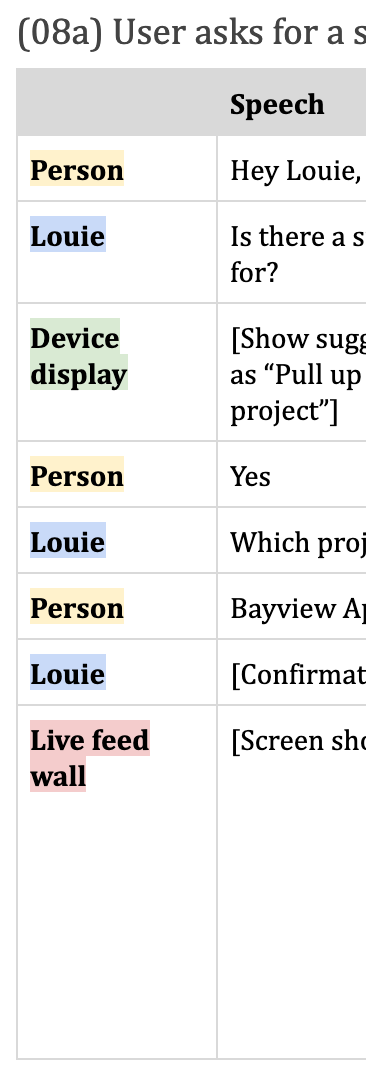 (08a) User asks for a s
Speech
Person Hey Louie,
Louie Is there a s
for?
Device [Show sugg
display as “Pull up
project”]
Person Yes
Louie Which proj
Person Bayview Ap
Louie [Confirmat
Live feed [Screen sho
wall